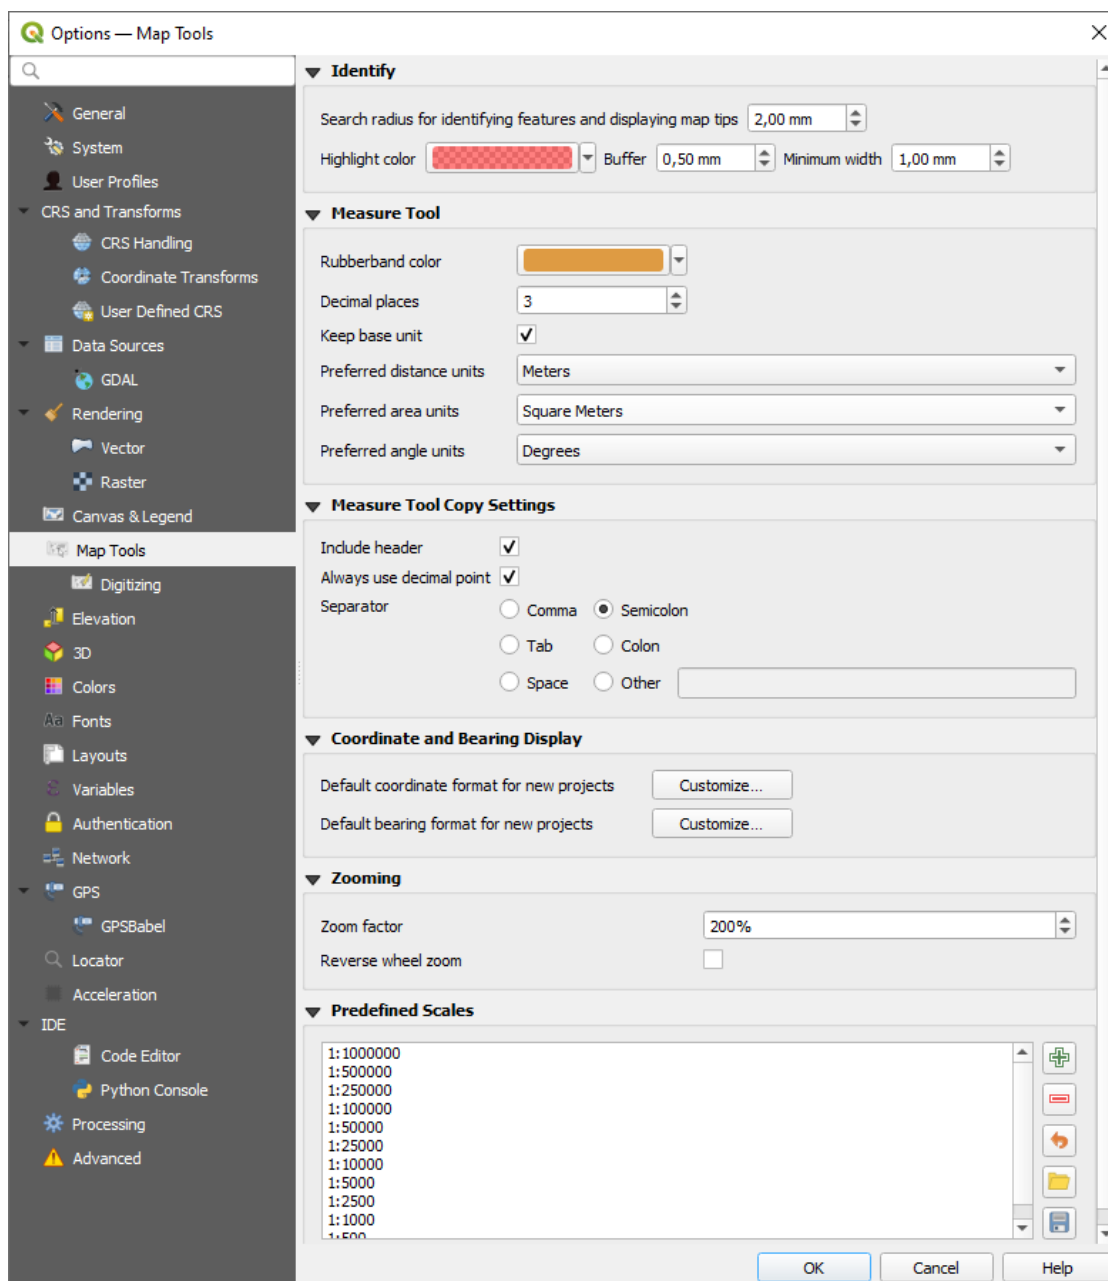 Options — Map Tools
General
System
User Profiles
CRS and Transforms
CRS Handling
Coordinate Transforms
User Defined CRS
Data Sources
GDAL
Rendering
Vector
Raster
Canvas & Legend
Map Tools
Digitizing
Elevation
3D
Colors
Aa Fonts
Layouts
ε Variables
Authentication
Network
GPS
GPSBabel
Locator
Acceleration
IDE
Code Editor
Python Console
Processing
Advanced
Identify
Search radius for identifying features and displaying map tips 2,00 mm
Highlight color Buffer 0,50 mm Minimum width 1,00 mm
Measure Tool
Rubberband color
Decimal places 3
Keep base unit
Preferred distance units Meters
Preferred area units Square Meters
Preferred angle units Degrees
Measure Tool Copy Settings
Include header
Always use decimal point
Separator Comma Semicolon
Tab Colon
Space Other
Coordinate and Bearing Display
Default coordinate format for new projects Customize...
Default bearing format for new projects Customize...
Zooming
Zoom factor 200%
Reverse wheel zoom
Predefined Scales
1:1000000
1:500000
1:250000
1:100000
1:50000
1:25000
1:10000
1:5000
1:2500
1:1000
1:500
OK Cancel Help